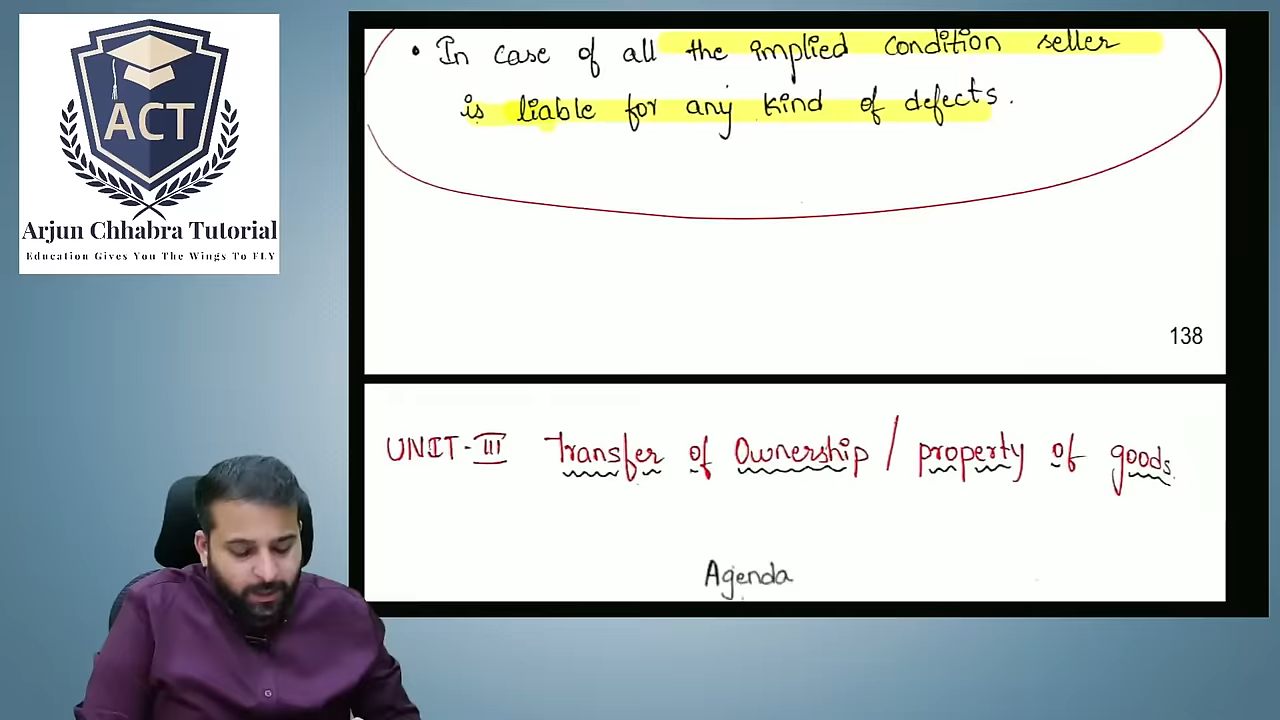 ACT
Arjun Chhabra Tutorial
Education Gives You The Wings To FLY
• In case of all the implied condition seller
is liable for any kind of defects.
138
UNIT-III Transfer of Ownership / property of goods.
Agenda